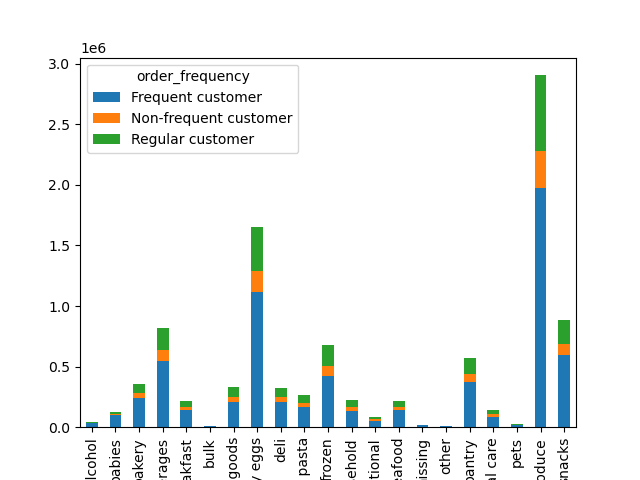 1e6
3.0
2.5
2.0
1.5
1.0
0.5
0.0
order_frequency
Frequent customer
Non-frequent customer
Regular customer
lcohol
babies
bakery
rages
akfast
bulk
goods
y eggs
deli
pasta
frozen
ehold
tional
eafood
issing
other
pantry
al care
pets
oduce
snacks